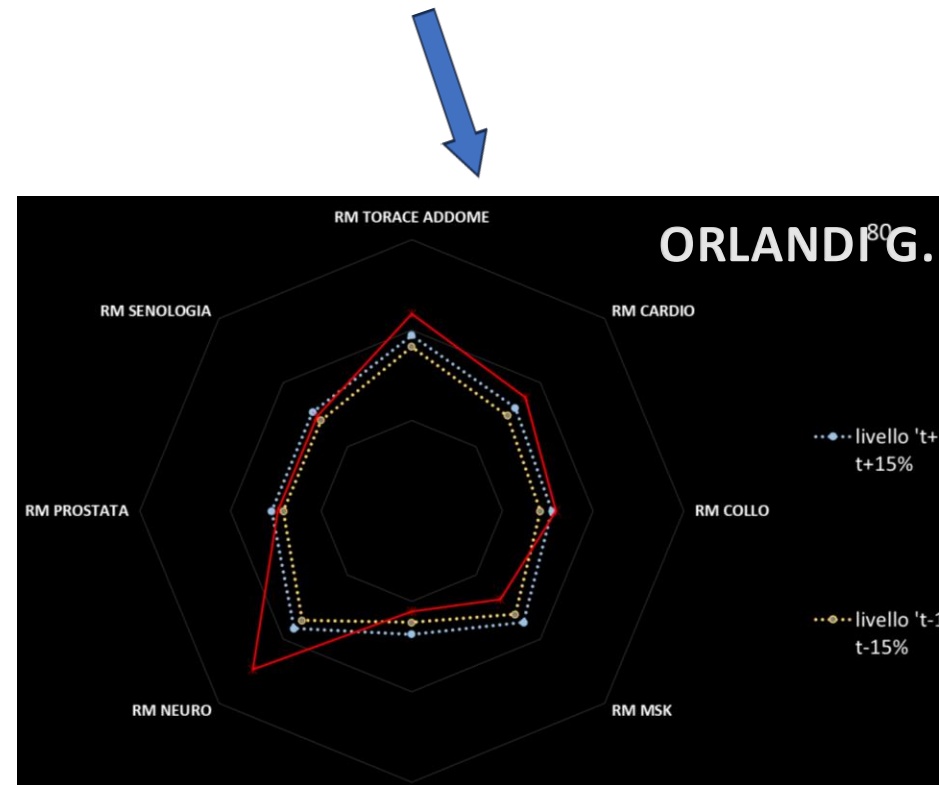 RM TORACE ADDOME
ORLANDI G.
80
RM SENOLOGIA
RM CARDIO
livello 't+
t+15%
RM PROSTATA
RM COLLO
livello 't-1
t-15%
RM NEURO
RM MSK